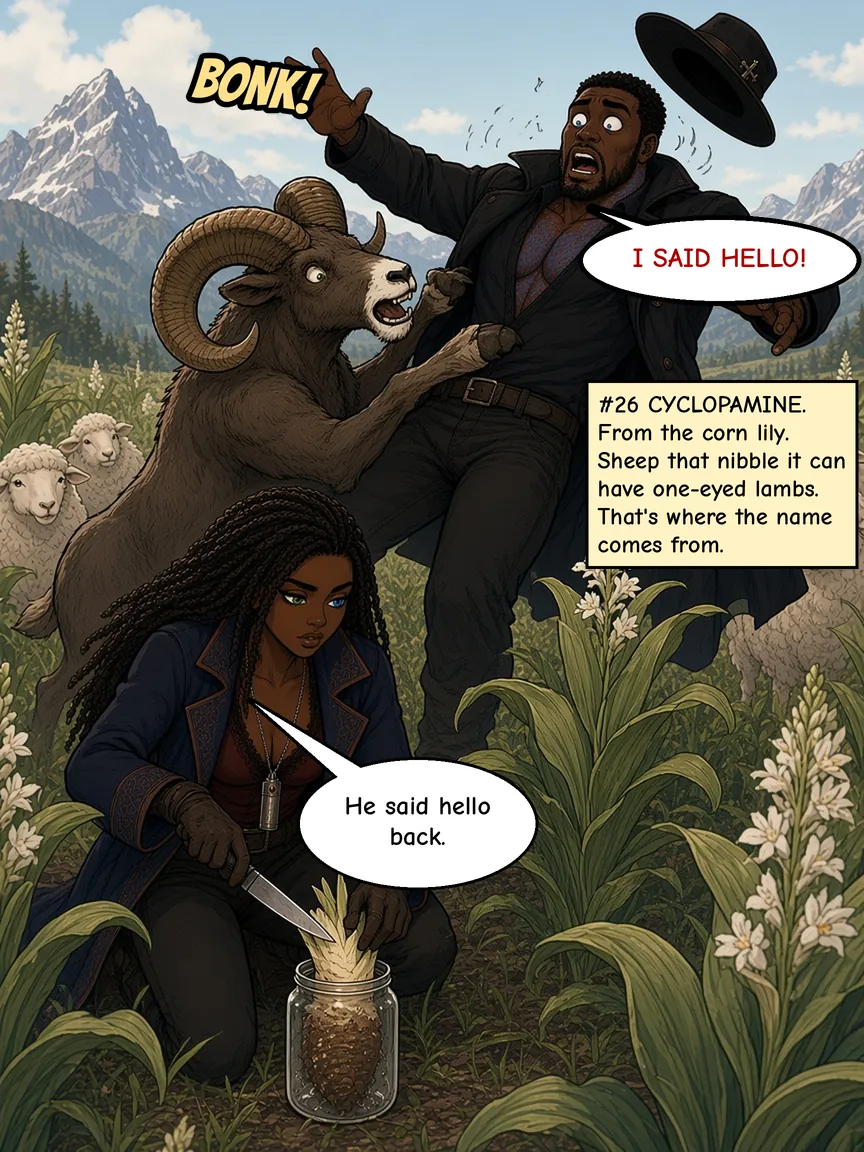 BONK!
I SAID HELLO!
#26 CYCLOPAMINE.
From the corn lily.
Sheep that nibble it can
have one-eyed lambs.
That's where the name
comes from.
He said hello
back.